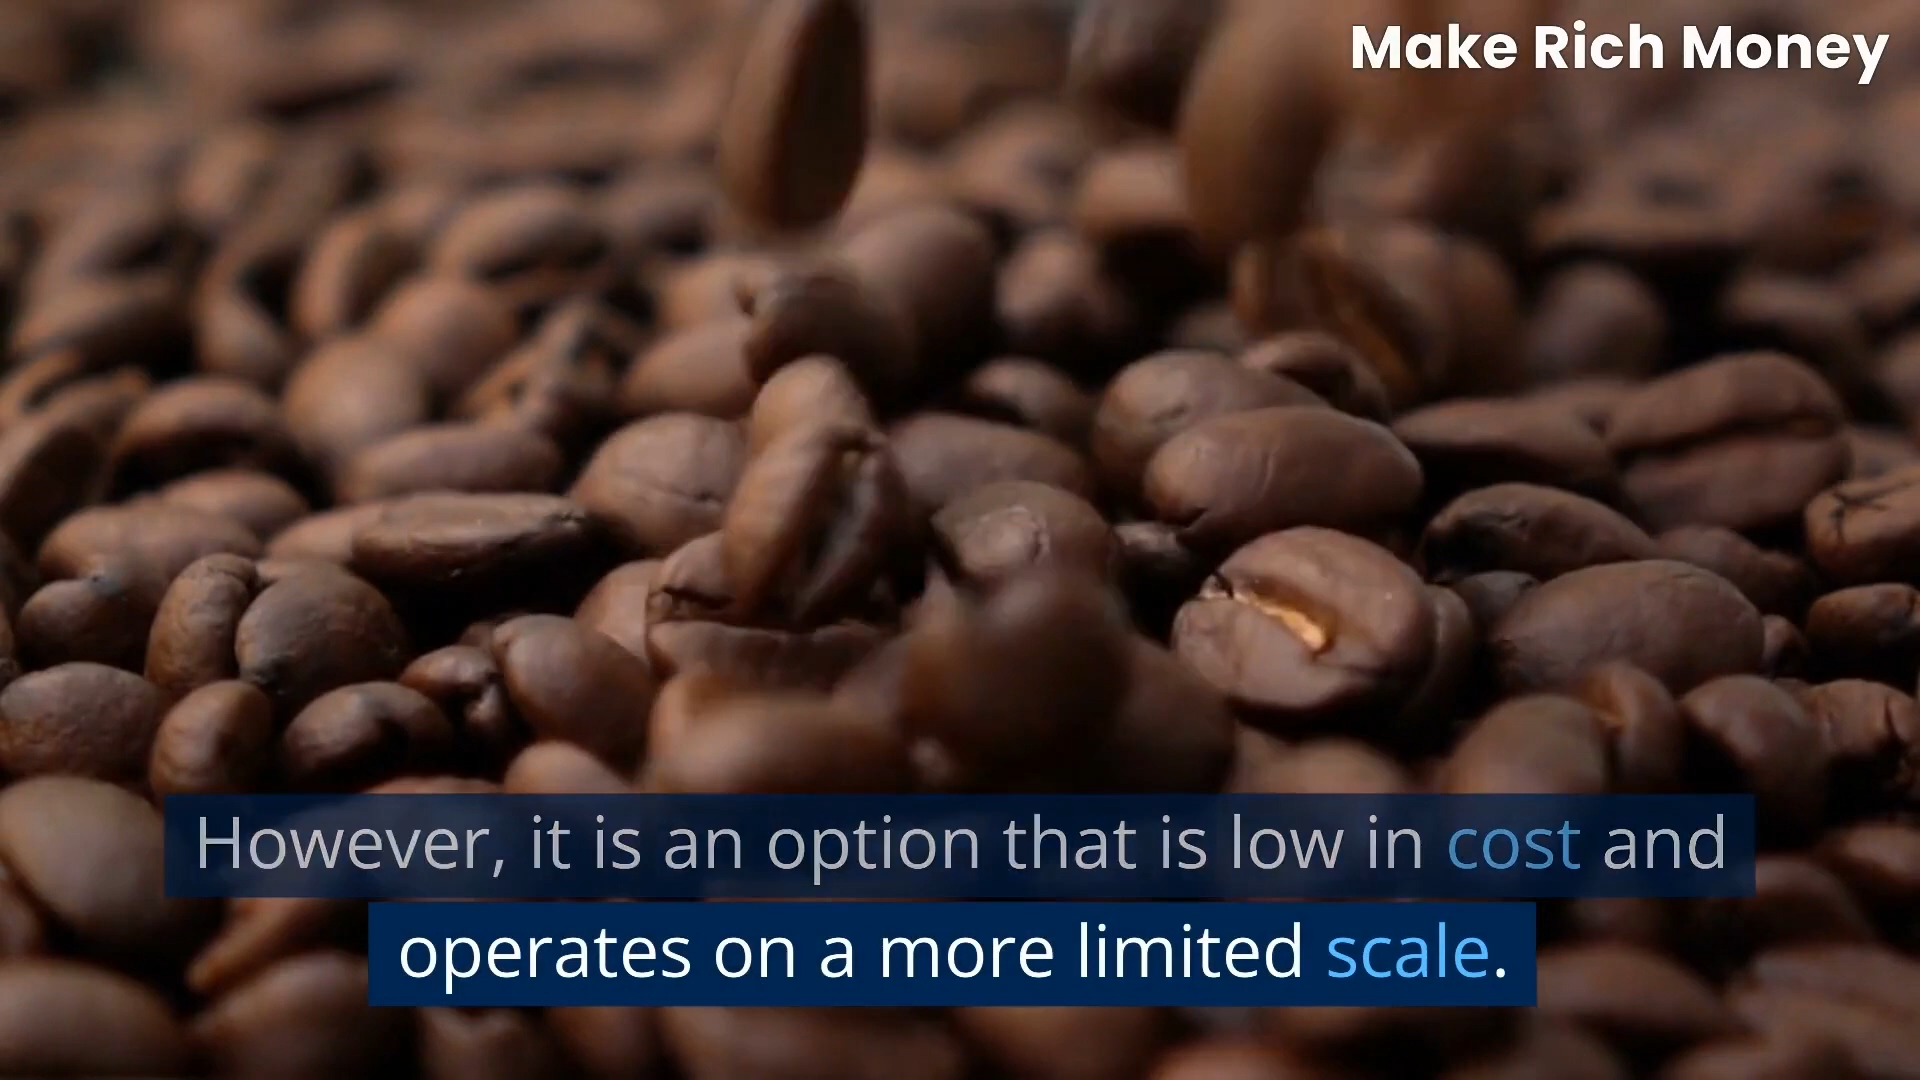 Make Rich Money
However, it is an option that is low in cost and
operates on a more limited scale.